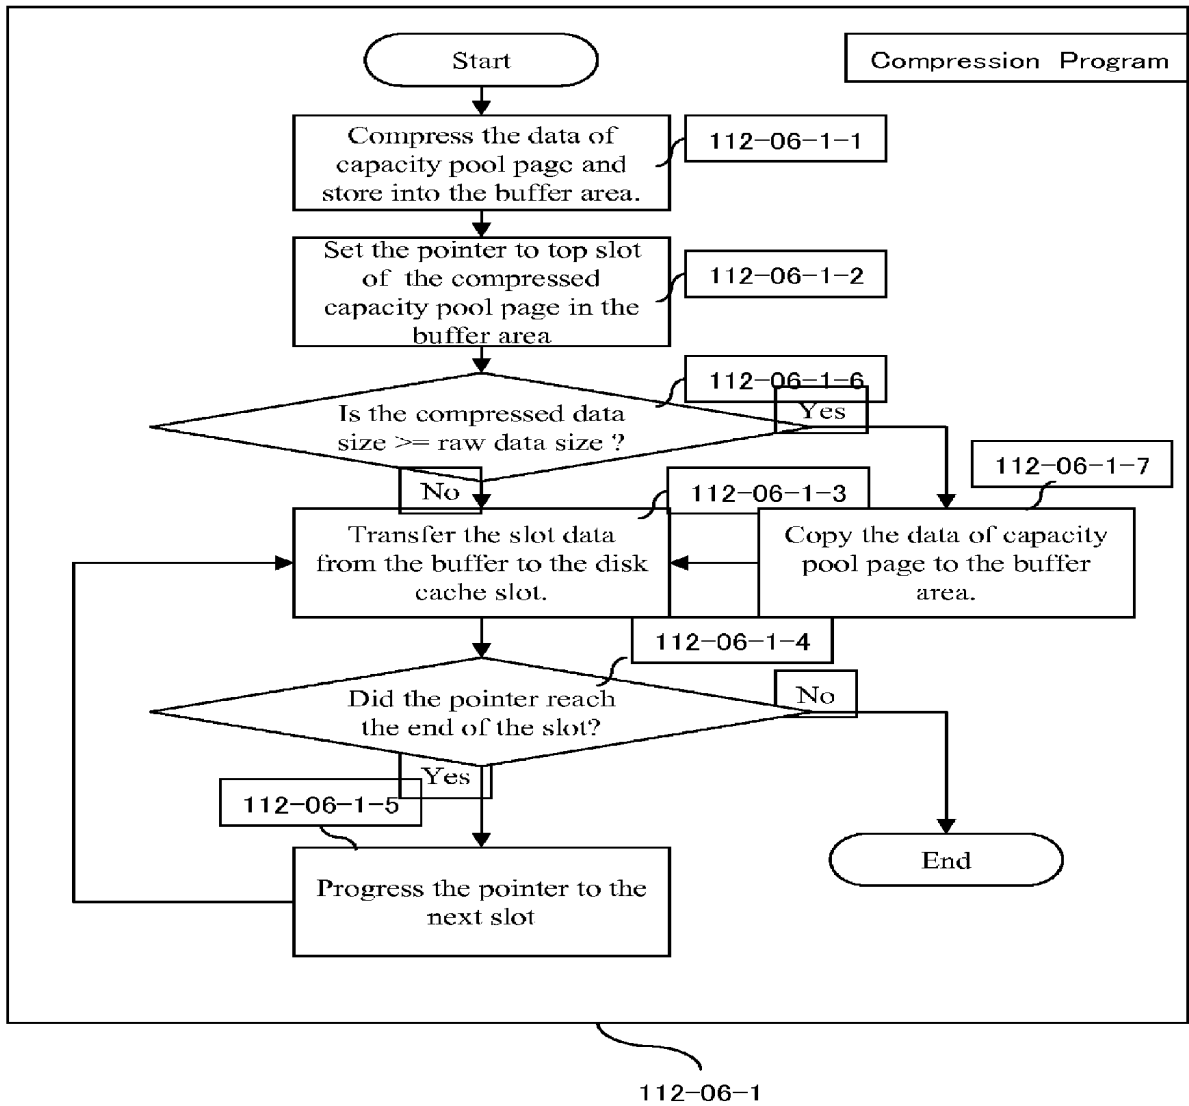 Start
Compression Program
Compress the data of
capacity pool page and
store into the buffer area.
112-06-1-1
Set the pointer to top slot
of the compressed
capacity pool page in the
buffer area
112-06-1-2
112-06-1-6
Is the compressed data
size >= raw data size ?
Yes
No
112-06-1-3
112-06-1-7
Transfer the slot data
from the buffer to the disk
cache slot.
Copy the data of capacity
pool page to the buffer
area.
112-06-1-4
Did the pointer reach
the end of the slot?
No
Yes
112-06-1-5
Progress the pointer to the
next slot
End
112-06-1